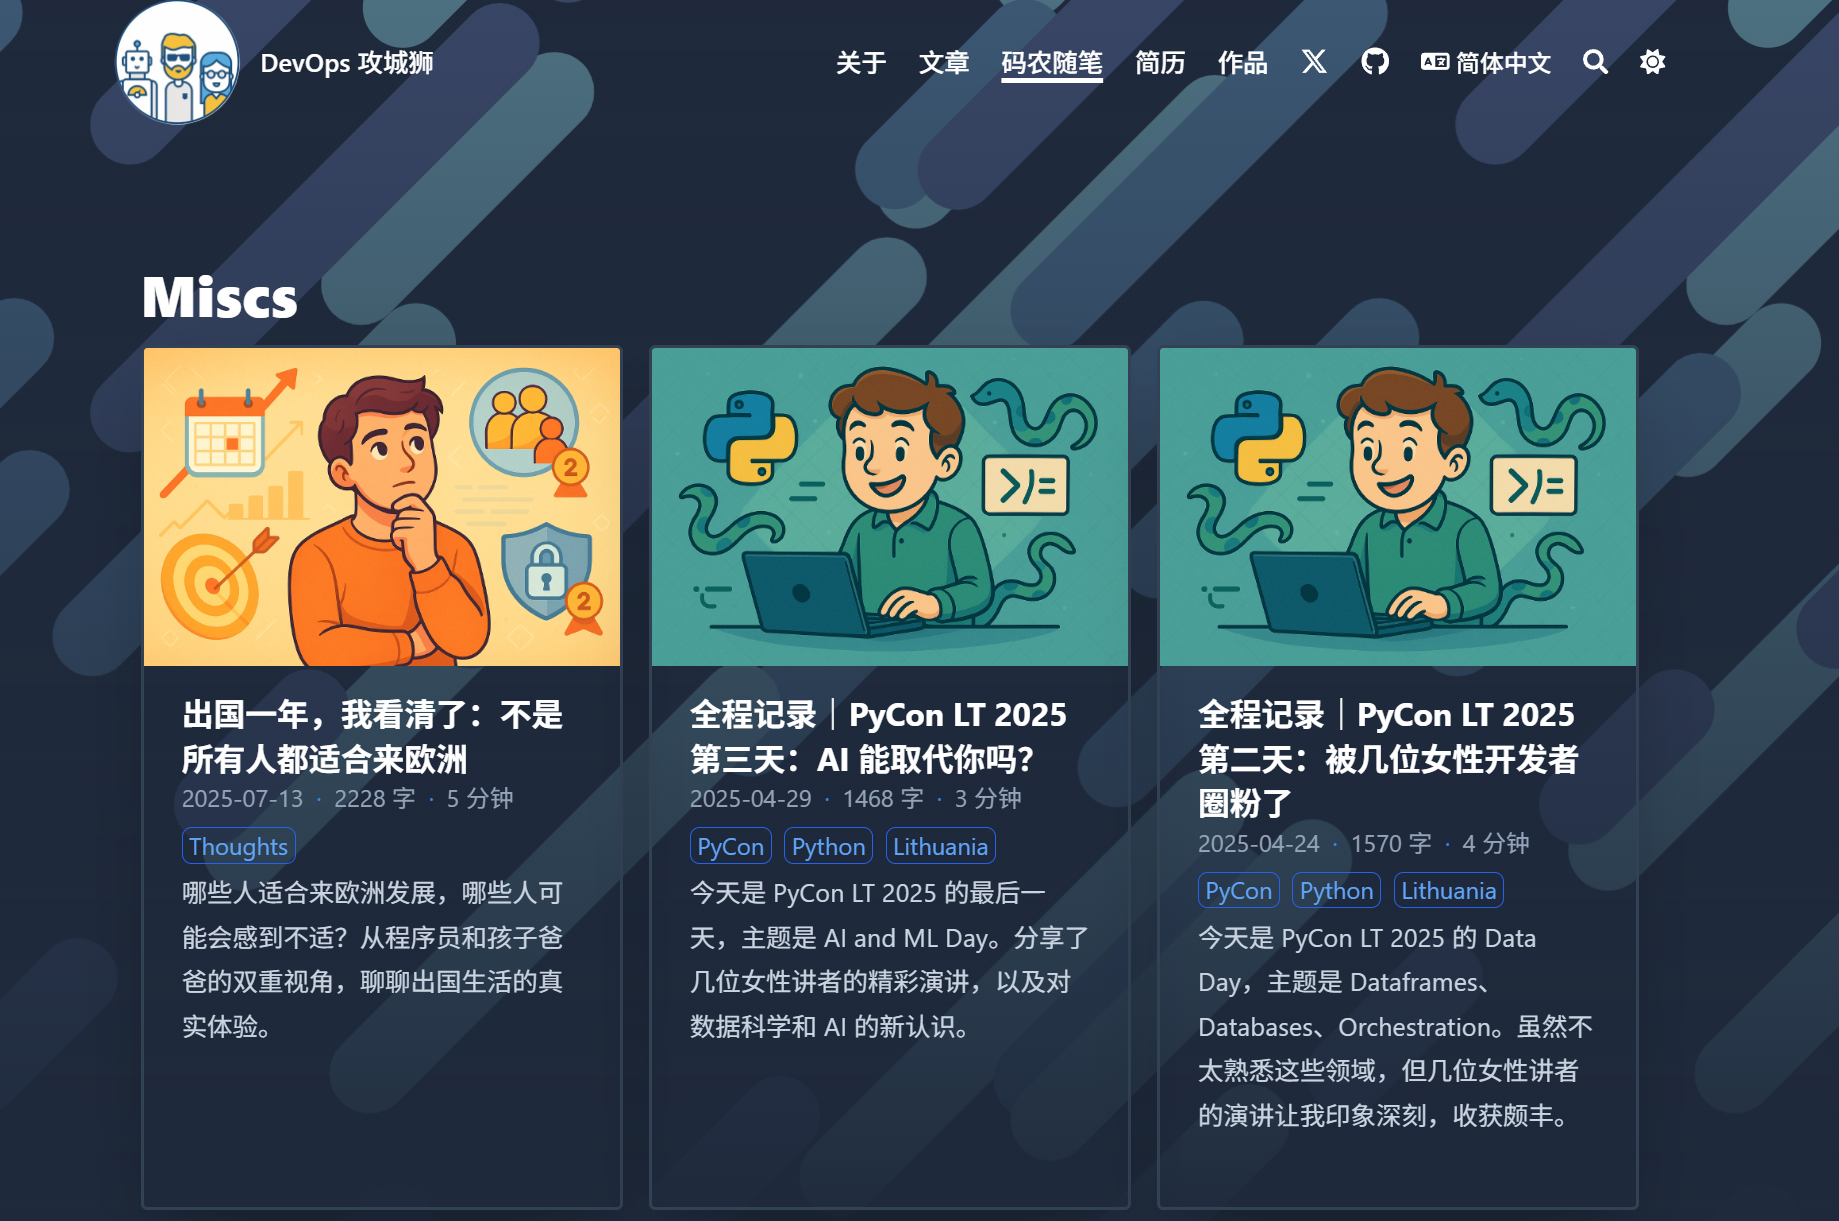 DevOps 攻城狮
关于 文章 码农随笔 简历 作品 简体中文
Miscs
2
2
出国一年，我看清了：不是
所有人都适合来欧洲
2025-07-13 · 2228 字 · 5 分钟
Thoughts
哪些人适合来欧洲发展，哪些人可
能会感到不适？从程序员和孩子爸
爸的双重视角，聊聊出国生活的真
实体验。
全程记录｜PyCon LT 2025
第三天：AI 能取代你吗？
2025-04-29 · 1468 字 · 3 分钟
PyCon Python Lithuania
今天是 PyCon LT 2025 的最后一
天，主题是 AI and ML Day。分享了
几位女性讲者的精彩演讲，以及对
数据科学和 AI 的新认识。
全程记录｜PyCon LT 2025
第二天：被几位女性开发者
圈粉了
2025-04-24 · 1570 字 · 4 分钟
PyCon Python Lithuania
今天是 PyCon LT 2025 的 Data
Day，主题是 Dataframes、
Databases、Orchestration。虽然不
太熟悉这些领域，但几位女性讲者
的演讲让我印象深刻，收获颇丰。